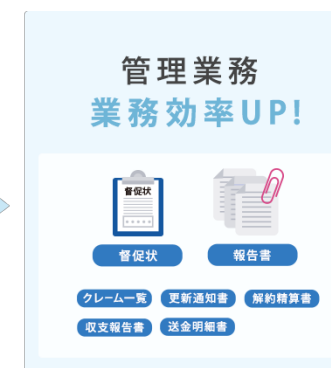 管理業務
業務効率UP!
督促状
督促状 報告書
クレーム一覧 更新通知書 解約精算書
収支報告書 送金明細書